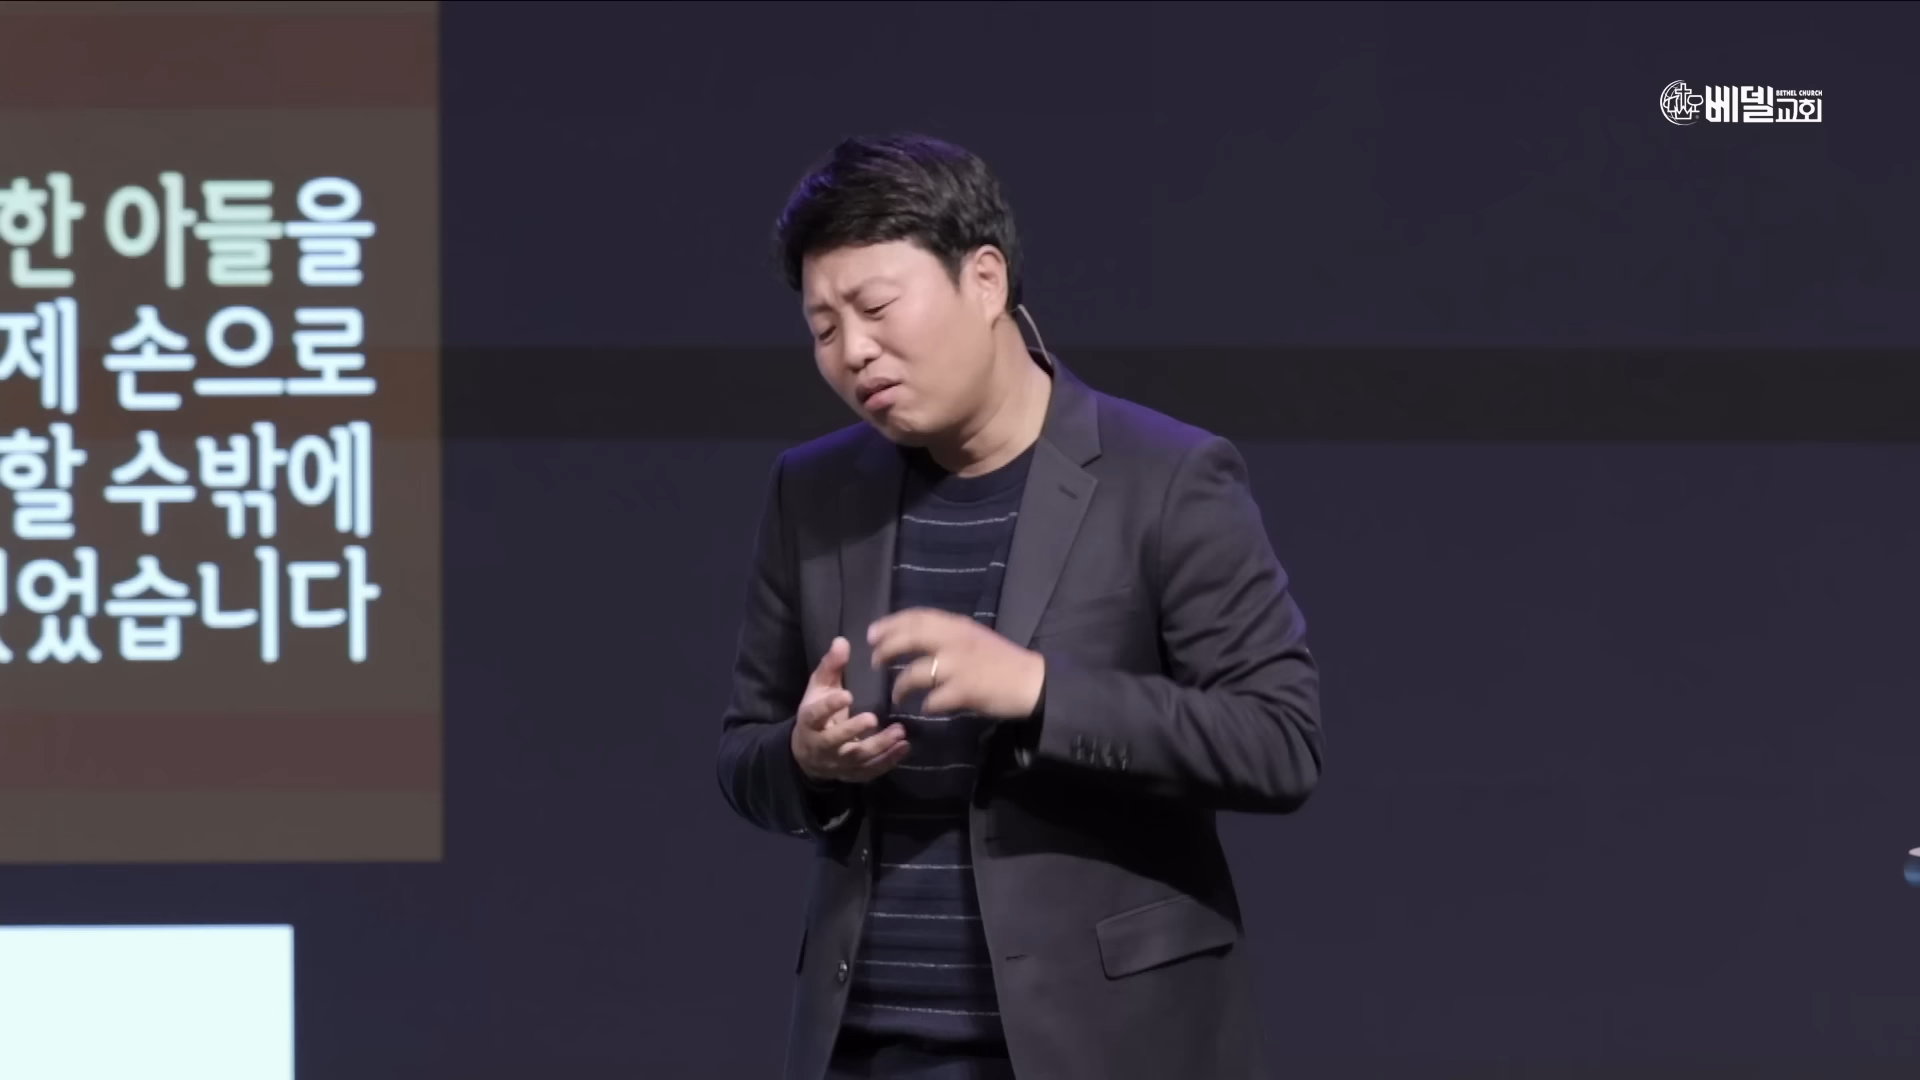 한 아들을
제 손으로
할 수밖에
었습니다
베델교회
BETHEL CHURCH